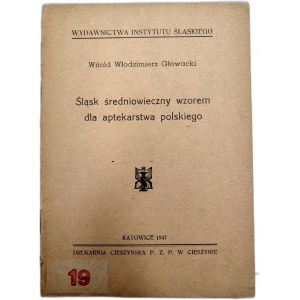 WYDAWNICTWA INSTYTUTU ŚLĄSKIEGO
Witold Włodzimierz Głowacki
Śląsk średniowieczny wzorem
dla aptekarstwa polskiego
KATOWICE 1947
DRUKARNIA CIESZYŃSKA P. Z. P. W CIESZYNIE
19